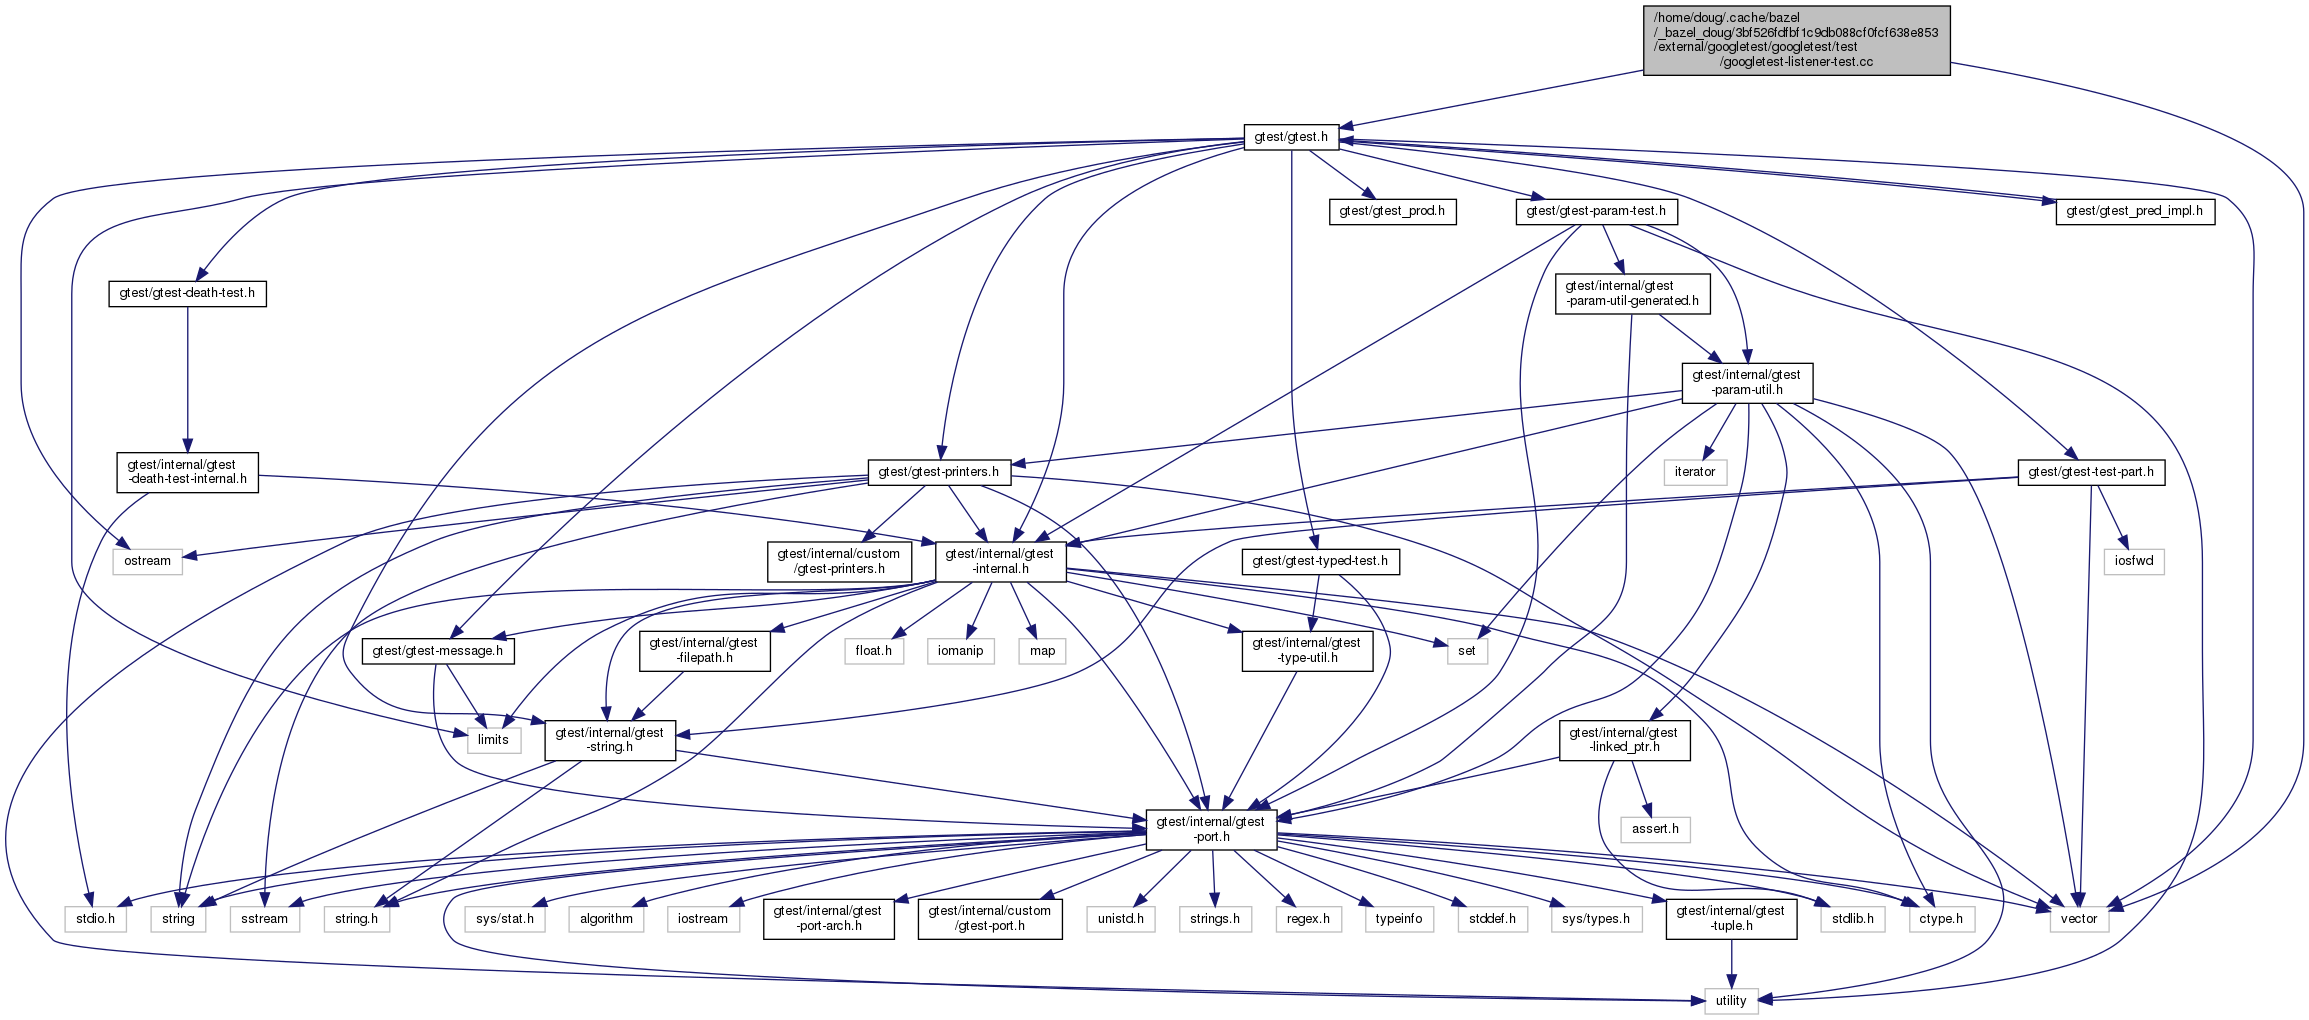 /home/doug/.cache/bazel
/_bazel_doug/3bf526fdfbf1c9db088cf0fcf638e853
/external/googletest/googletest/test
/googletest-listener-test.cc
gtest/gtest.h
gtest/gtest_prod.h
gtest/gtest-param-test.h
gtest/gtest_pred_impl.h
gtest/gtest-death-test.h
gtest/internal/gtest
-param-util-generated.h
gtest/internal/gtest
-param-util.h
gtest/internal/gtest
-death-test-internal.h
gtest/gtest-printers.h
iterator
gtest/gtest-test-part.h
ostream
gtest/internal/custom
/gtest-printers.h
gtest/internal/gtest
-internal.h
gtest/gtest-typed-test.h
iosfwd
gtest/gtest-message.h
gtest/internal/gtest
-filepath.h
float.h
iomanip
map
gtest/internal/gtest
-type-util.h
set
limits
gtest/internal/gtest
-string.h
gtest/internal/gtest
-linked_ptr.h
gtest/internal/gtest
-port.h
assert.h
stdio.h
string
sstream
string.h
sys/stat.h
algorithm
iostream
gtest/internal/gtest
-port-arch.h
gtest/internal/custom
/gtest-port.h
unistd.h
strings.h
regex.h
typeinfo
stddef.h
sys/types.h
gtest/internal/gtest
-tuple.h
stdlib.h
ctype.h
vector
utility